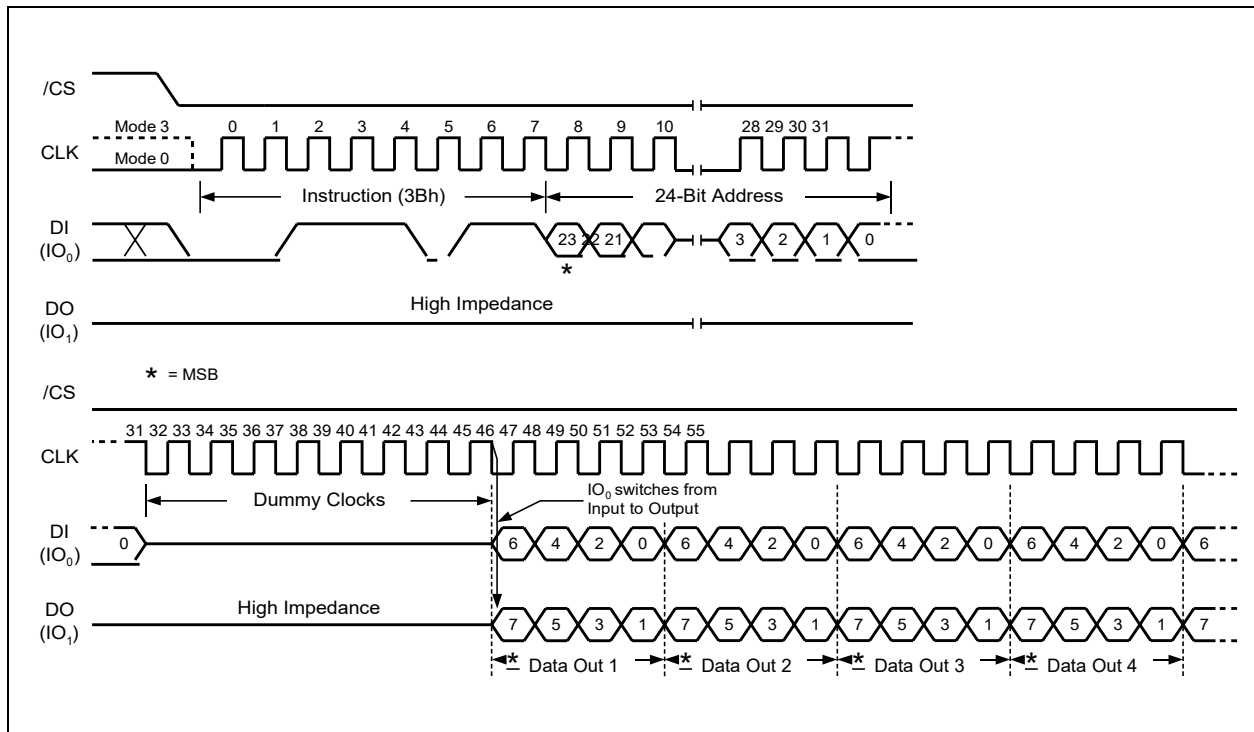 /CS
Mode 3 0 1 2 3 4 5 6 7 8 9 10 28 29 30 31
CLK Mode 0
Instruction (3Bh) 24-Bit Address
DI
(IO0) 23 22 21 3 2 1 0
*
High Impedance
DO
(IO1)
* = MSB
/CS
31 32 33 34 35 36 37 38 39 40 41 42 43 44 45 46 47 48 49 50 51 52 53 54 55
CLK
Dummy Clocks
IO0 switches from
Input to Output
DI
(IO0) 0 6 4 2 0 6 4 2 0 6 4 2 0 6 4 2 0 6
DO
(IO1) High Impedance 7 5 3 1 7 5 3 1 7 5 3 1 7 5 3 1 7
* Data Out 1 * Data Out 2 * Data Out 3 * Data Out 4